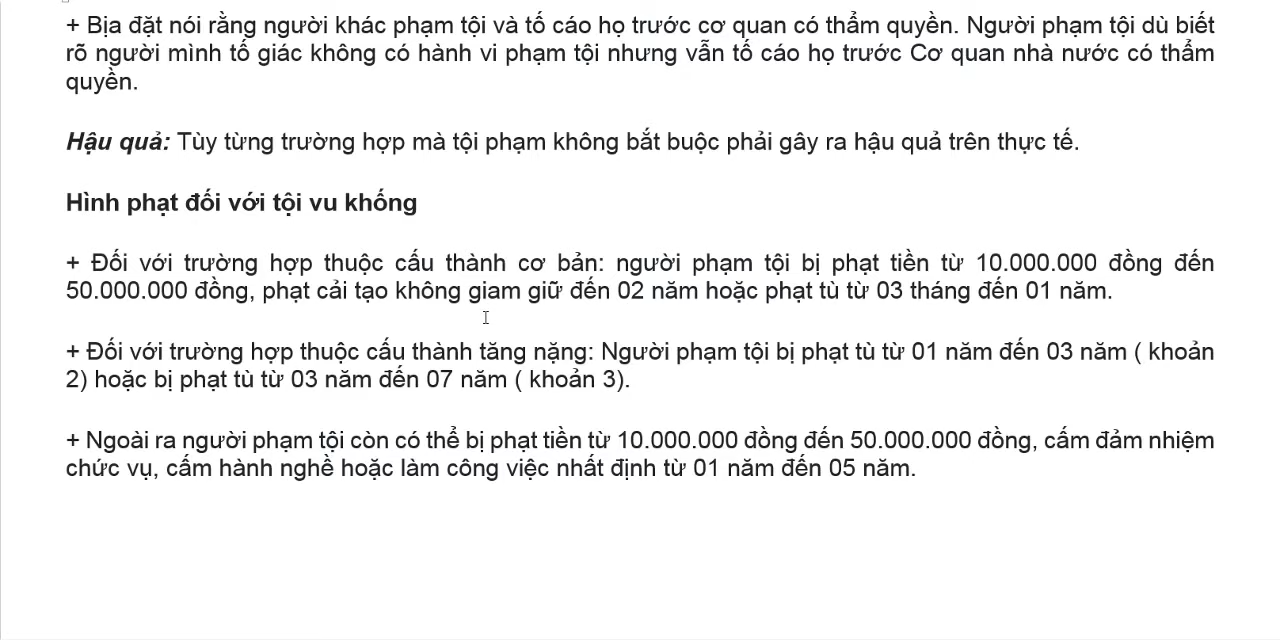 + Bịa đặt nói rằng người khác phạm tội và tố cáo họ trước cơ quan có thẩm quyền. Người phạm tội dù biết
rõ người mình tố giác không có hành vi phạm tội nhưng vẫn tố cáo họ trước Cơ quan nhà nước có thẩm
quyền.
Hậu quả: Tùy từng trường hợp mà tội phạm không bắt buộc phải gây ra hậu quả trên thực tế.
Hình phạt đối với tội vu khống
+ Đối với trường hợp thuộc cấu thành cơ bản: người phạm tội bị phạt tiền từ 10.000.000 đồng đến
50.000.000 đồng, phạt cải tạo không giam giữ đến 02 năm hoặc phạt tù từ 03 tháng đến 01 năm.
+ Đối với trường hợp thuộc cấu thành tăng nặng: Người phạm tội bị phạt tù từ 01 năm đến 03 năm ( khoản
2) hoặc bị phạt tù từ 03 năm đến 07 năm ( khoản 3).
+ Ngoài ra người phạm tội còn có thể bị phạt tiền từ 10.000.000 đồng đến 50.000.000 đồng, cấm đảm nhiệm
chức vụ, cấm hành nghề hoặc làm công việc nhất định từ 01 năm đến 05 năm.